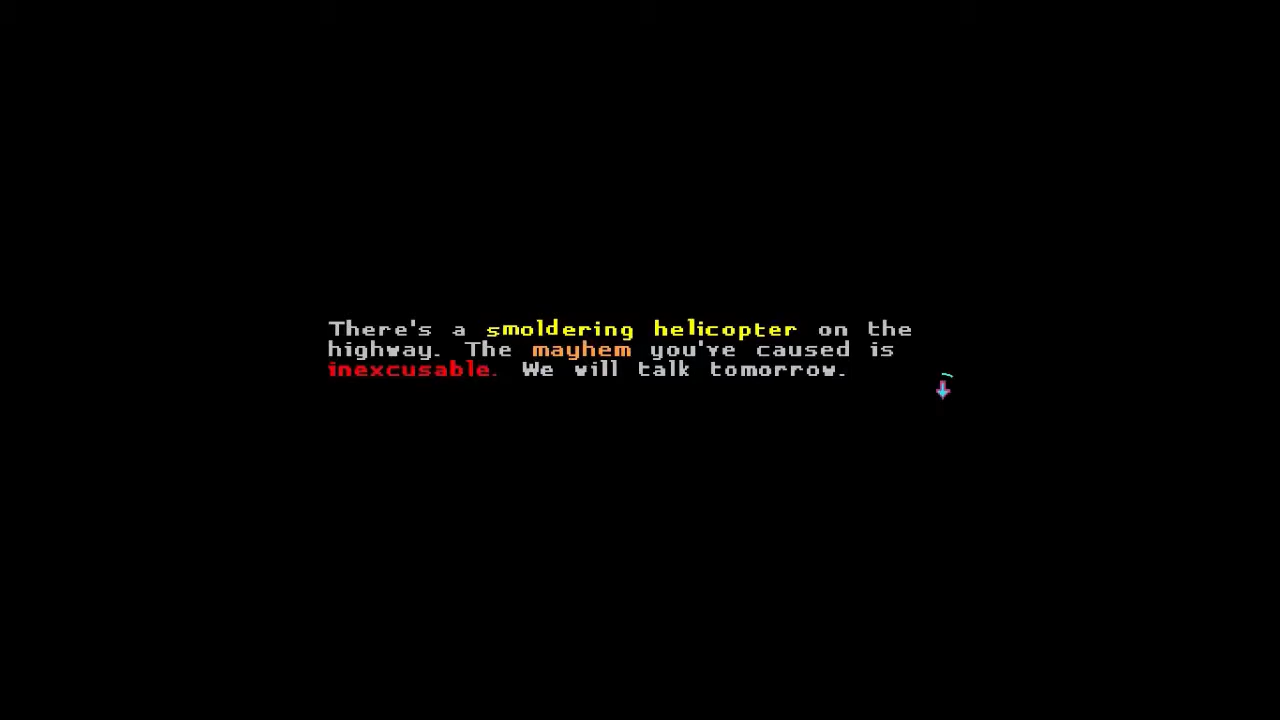 There's a smoldering helicopter on the
highway. The mayhem you've caused is
inexcusable. We will talk tomorrow.